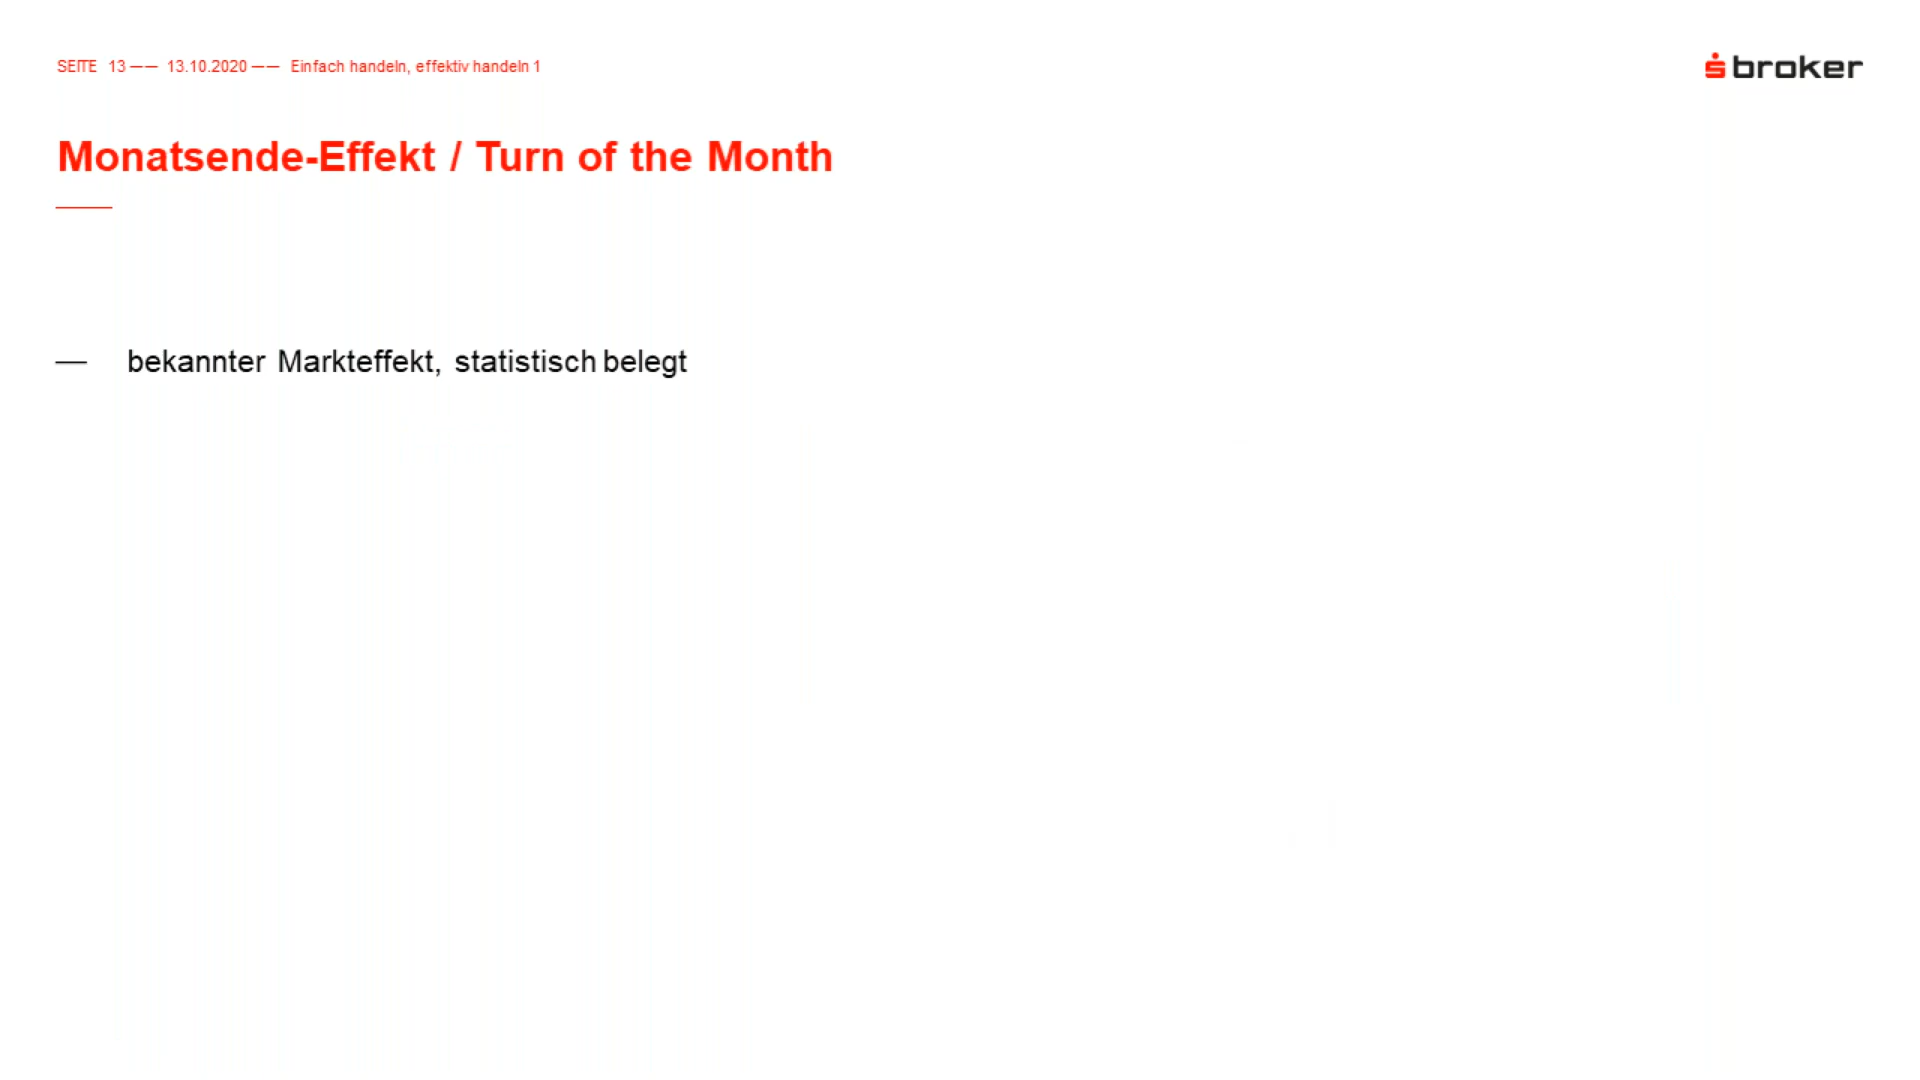 SEITE 13 —— 13.10.2020 —— Einfach handeln, effektiv handeln 1
broker
Monatsende-Effekt / Turn of the Month
— bekannter Markteffekt, statistisch belegt